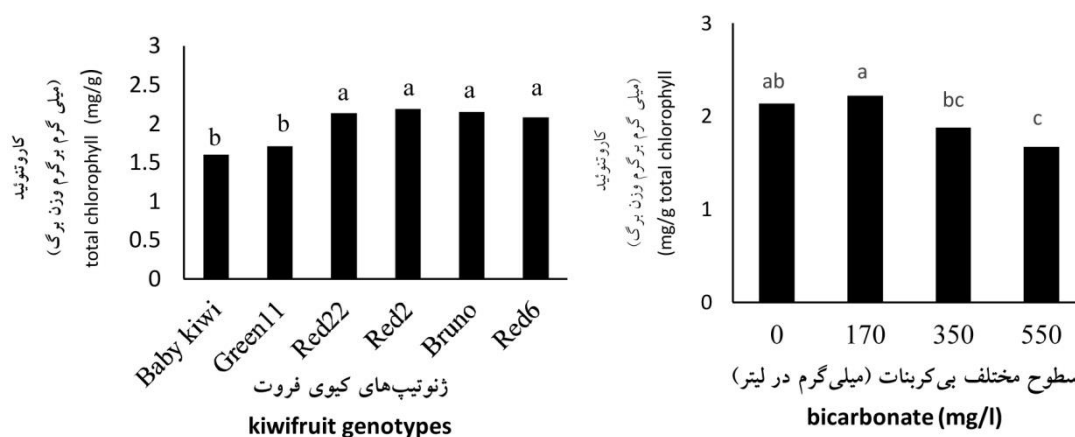 کاروتنوئید
(میلی گرم برگرم وزن برگ)
total chlorophyll (mg/g)
3
2.5
2
1.5
1
0.5
0
b
b
a
a
a
a
Baby kiwi
Green11
Red22
Red2
Bruno
Red6
ژنوتیپ‌های کیوی فروت
kiwifruit genotypes
کاروتنوئید
(میلی گرم برگرم وزن برگ)
(mg/g total chlorophyll
3
2
1
0
ab
a
bc
c
0
170
350
550
سطوح مختلف بی‌کربنات (میلی‌گرم در لیتر)
bicarbonate (mg/l)